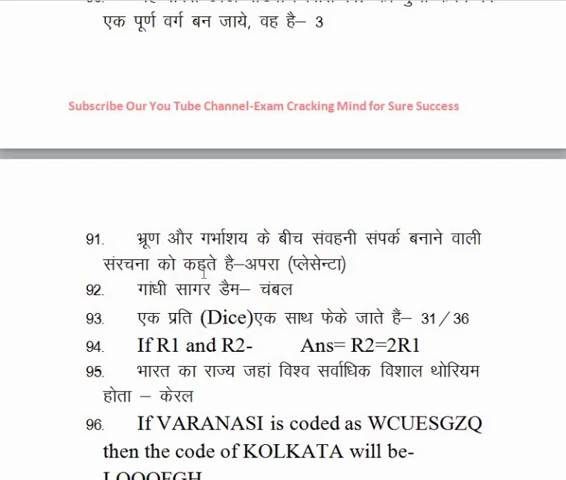 एक पूर्ण वर्ग बन जाये, वह है– 3
Subscribe Our You Tube Channel-Exam Cracking Mind for Sure Success
91. भ्रूण और गर्भाशय के बीच संवहनी संपर्क बनाने वाली
संरचना को कहते है–अपरा (प्लेसेन्टा)
92. गांधी सागर डैम– चंबल
93. एक प्रति (Dice)एक साथ फेके जाते हैं– 31/36
94. If R1 and R2- Ans= R2=2R1
95. भारत का राज्य जहां विश्व सर्वाधिक विशाल थोरियम
होता – केरल
96. If VARANASI is coded as WCUESGZQ
then the code of KOLKATA will be-
LQOOFGH